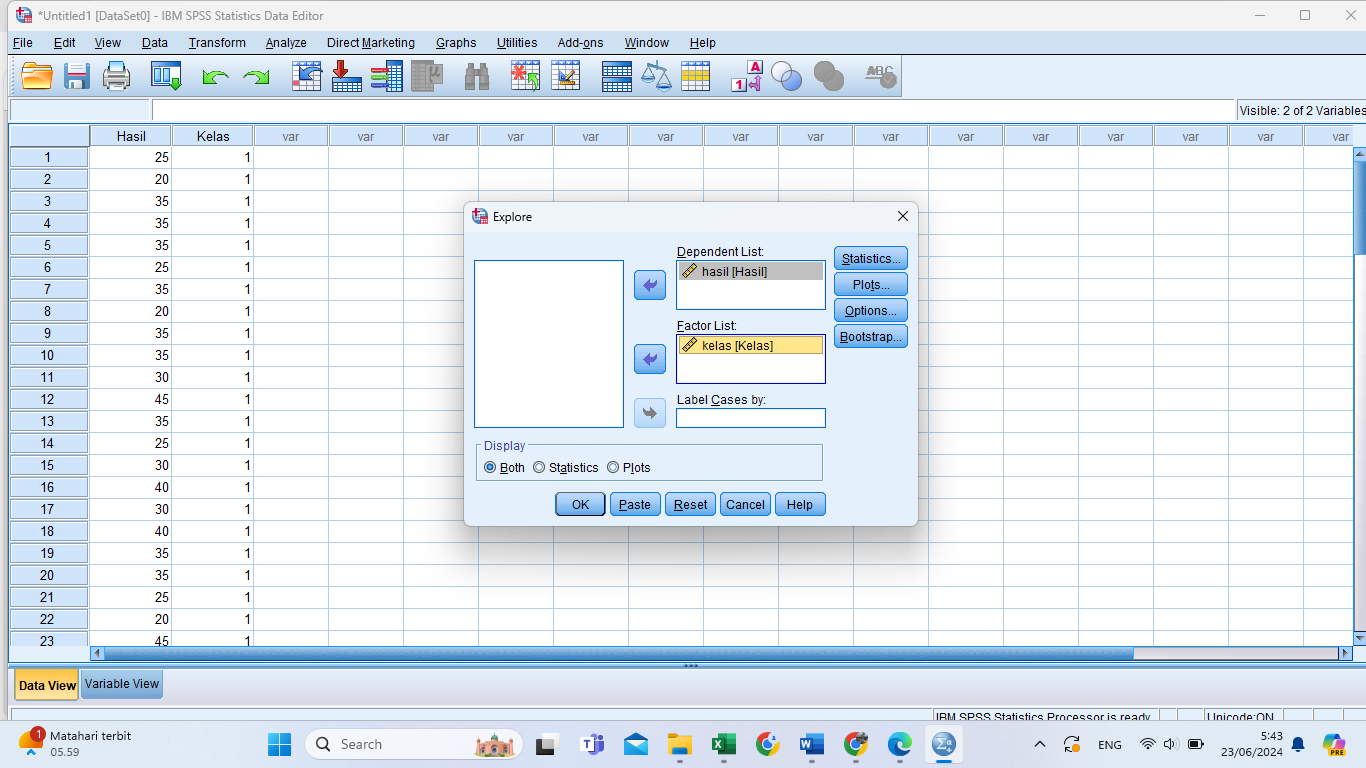 *Untitled1 [DataSet0] - IBM SPSS Statistics Data Editor
File Edit View Data Transform Analyze Direct Marketing Graphs Utilities Add-ons Window Help
A
1
ABC
Visible: 2 of 2 Variables
Hasil Kelas var var var var var var var var var var var var var var var
1 25 1
2 20 1
3 35 1
4 35 1
5 35 1
6 25 1
7 35 1
8 20 1
9 35 1
10 35 1
11 30 1
12 45 1
13 35 1
14 25 1
15 30 1
16 40 1
17 30 1
18 40 1
19 35 1
20 35 1
21 25 1
22 20 1
23 45 1
Explore
Dependent List:
hasil [Hasil]
Factor List:
kelas [Kelas]
Label Cases by:
Statistics...
Plots...
Options...
Bootstrap...
Display
Both Statistics Plots
OK Paste Reset Cancel Help
Data View Variable View
IBM SPSS Statistics Processor is ready Unicode:ON
1
Matahari terbit
05.59
Search
ENG
5:43
23/06/2024
PRE